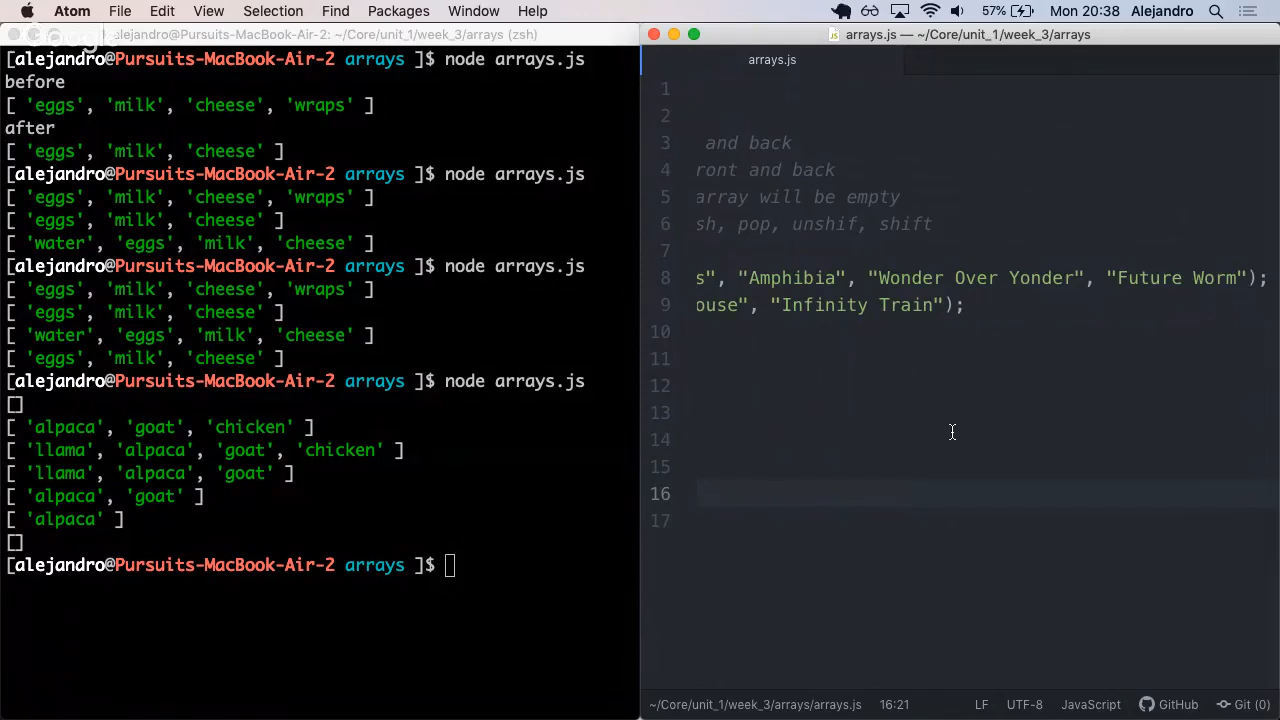 Atom File Edit View Selection Find Packages Window Help 57% Mon 20:38 Alejandro
alejandro@Pursuits-MacBook-Air-2: ~/Core/unit_1/week_3/arrays (zsh)
[alejandro@Pursuits-MacBook-Air-2 arrays ]$ node arrays.js
before
[ 'eggs', 'milk', 'cheese', 'wraps' ]
after
[ 'eggs', 'milk', 'cheese' ]
[alejandro@Pursuits-MacBook-Air-2 arrays ]$ node arrays.js
[ 'eggs', 'milk', 'cheese', 'wraps' ]
[ 'eggs', 'milk', 'cheese' ]
[ 'water', 'eggs', 'milk', 'cheese' ]
[alejandro@Pursuits-MacBook-Air-2 arrays ]$ node arrays.js
[ 'eggs', 'milk', 'cheese', 'wraps' ]
[ 'eggs', 'milk', 'cheese' ]
[ 'water', 'eggs', 'milk', 'cheese' ]
[ 'eggs', 'milk', 'cheese' ]
[alejandro@Pursuits-MacBook-Air-2 arrays ]$ node arrays.js
[]
[ 'alpaca', 'goat', 'chicken' ]
[ 'llama', 'alpaca', 'goat', 'chicken' ]
[ 'llama', 'alpaca', 'goat' ]
[ 'alpaca', 'goat' ]
[ 'alpaca' ]
[]
[alejandro@Pursuits-MacBook-Air-2 arrays ]$
arrays.js — ~/Core/unit_1/week_3/arrays
arrays.js
1
2
3 and back
4 ront and back
5 array will be empty
6 sh, pop, unshif, shift
7
8 s", "Amphibia", "Wonder Over Yonder", "Future Worm");
9 ouse", "Infinity Train");
10
11
12
13
14
15
16
17
~/Core/unit_1/week_3/arrays/arrays.js 16:21 LF UTF-8 JavaScript GitHub Git (0)